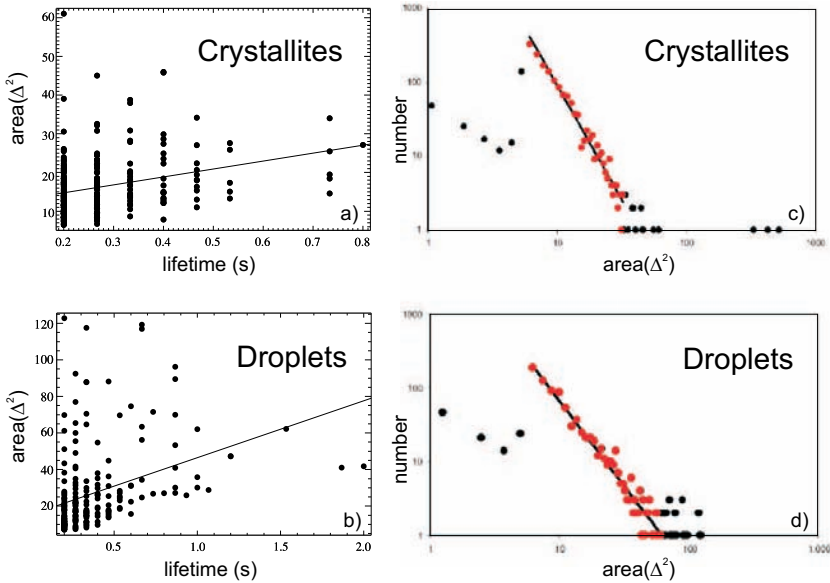 60
50
40
30
20
10
0.2 0.3 0.4 0.5 0.6 0.7 0.8
area(Δ²)
lifetime (s)
Crystallites
a)
1000
100
10
1
1 10 100 1000
number
area(Δ²)
Crystallites
c)
120
100
80
60
40
20
0.5 1.0 1.5 2.0
area(Δ²)
lifetime (s)
Droplets
b)
1000
100
10
1
1 10 100 1.000
number
area(Δ²)
Droplets
d)